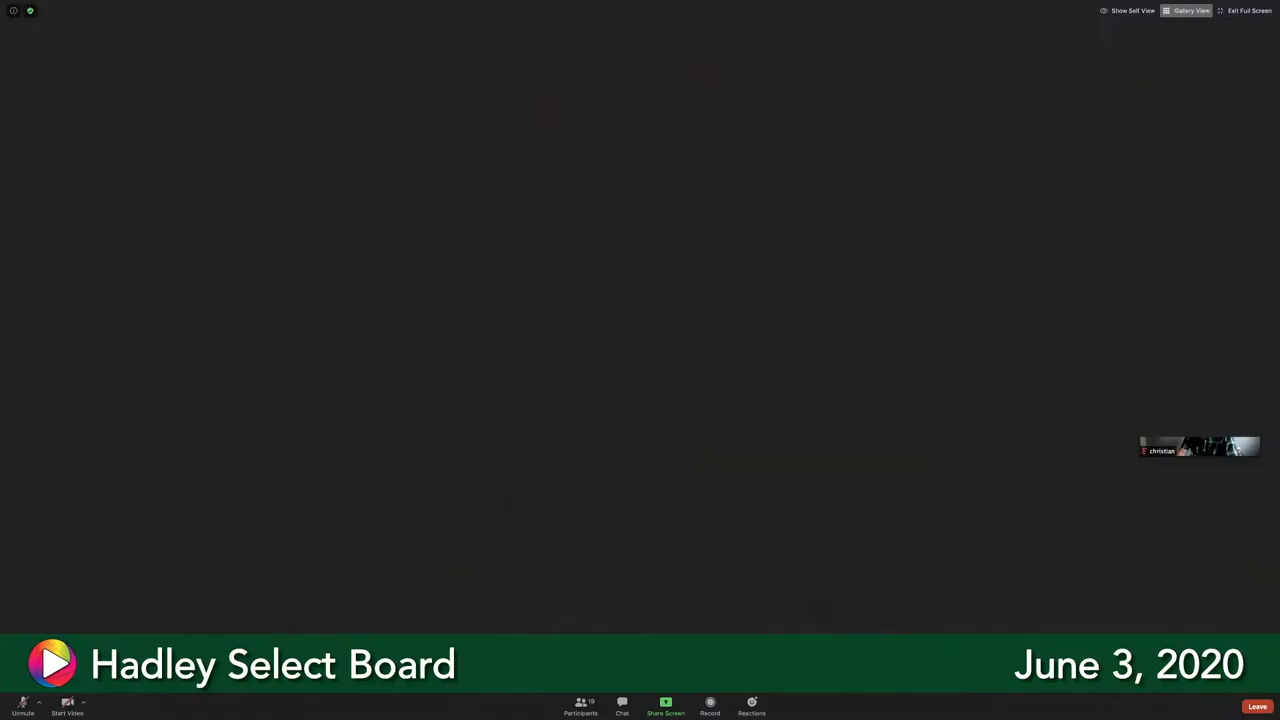 Show Self View
Gallery View
Exit Full Screen
christian
Hadley Select Board
June 3, 2020
Unmute
Start Video
19
Participants
Chat
Share Screen
Record
Reactions
Leave